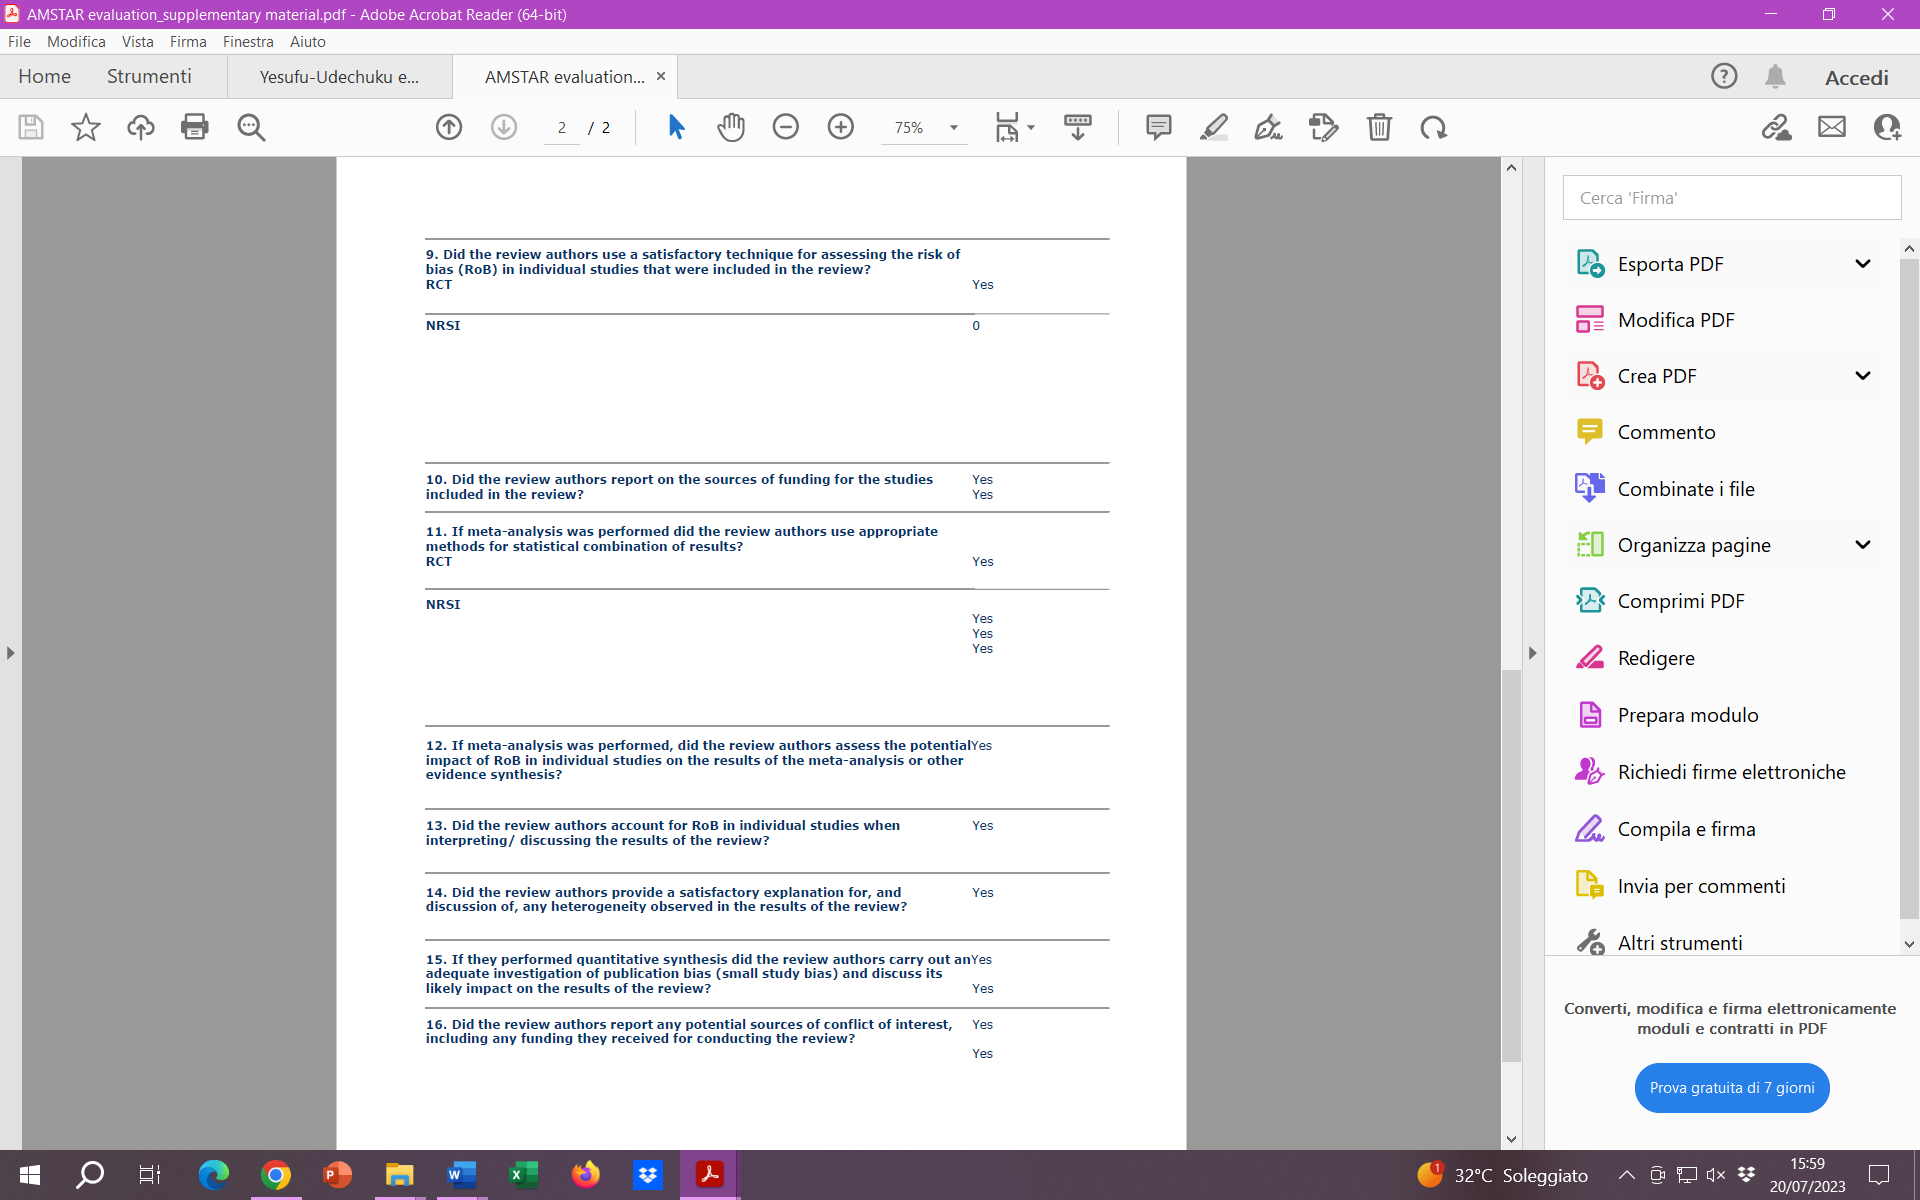 AMSTAR evaluation_supplementary material.pdf - Adobe Acrobat Reader (64-bit)
File Modifica Vista Firma Finestra Aiuto
Home Strumenti Yesufu-Udechuku e... AMSTAR evaluation... Accedi
2 / 2 75%
9. Did the review authors use a satisfactory technique for assessing the risk of
bias (RoB) in individual studies that were included in the review?
RCT Yes
NRSI 0
10. Did the review authors report on the sources of funding for the studies Yes
included in the review? Yes
11. If meta-analysis was performed did the review authors use appropriate
methods for statistical combination of results?
RCT Yes
NRSI
Yes
Yes
Yes
12. If meta-analysis was performed, did the review authors assess the potential Yes
impact of RoB in individual studies on the results of the meta-analysis or other
evidence synthesis?
13. Did the review authors account for RoB in individual studies when Yes
interpreting/ discussing the results of the review?
14. Did the review authors provide a satisfactory explanation for, and Yes
discussion of, any heterogeneity observed in the results of the review?
15. If they performed quantitative synthesis did the review authors carry out an Yes
adequate investigation of publication bias (small study bias) and discuss its
likely impact on the results of the review? Yes
16. Did the review authors report any potential sources of conflict of interest, Yes
including any funding they received for conducting the review?
Yes
Cerca 'Firma'
Esporta PDF
Modifica PDF
Crea PDF
Commento
Combinate i file
Organizza pagine
Comprimi PDF
Redigere
Prepara modulo
Richiedi firme elettroniche
Compila e firma
Invia per commenti
Altri strumenti
Converti, modifica e firma elettronicamente
moduli e contratti in PDF
Prova gratuita di 7 giorni
1 32°C Soleggiato
15:59
20/07/2023